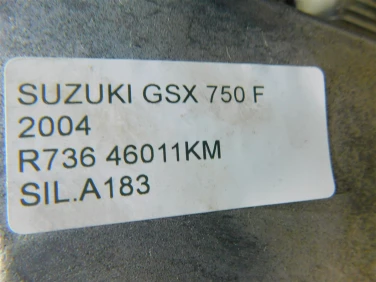 SUZUKI GSX 750 F
2004
R736 46011KM
SIL.A183